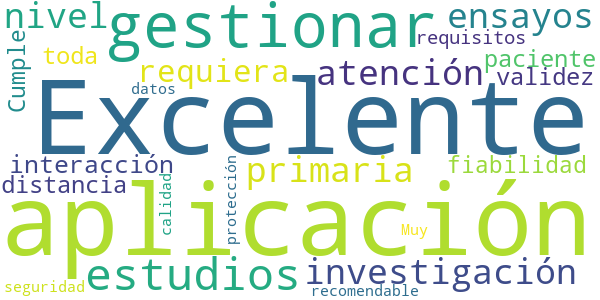 nivel
gestionar
ensayos
requisitos
Cumple
toda
requiera
atención
paciente
validez
datos
Excelente
interacción
distancia
primaria
fiabilidad
calidad
protección
aplicación
Muy
seguridad
estudios
investigación
recomendable